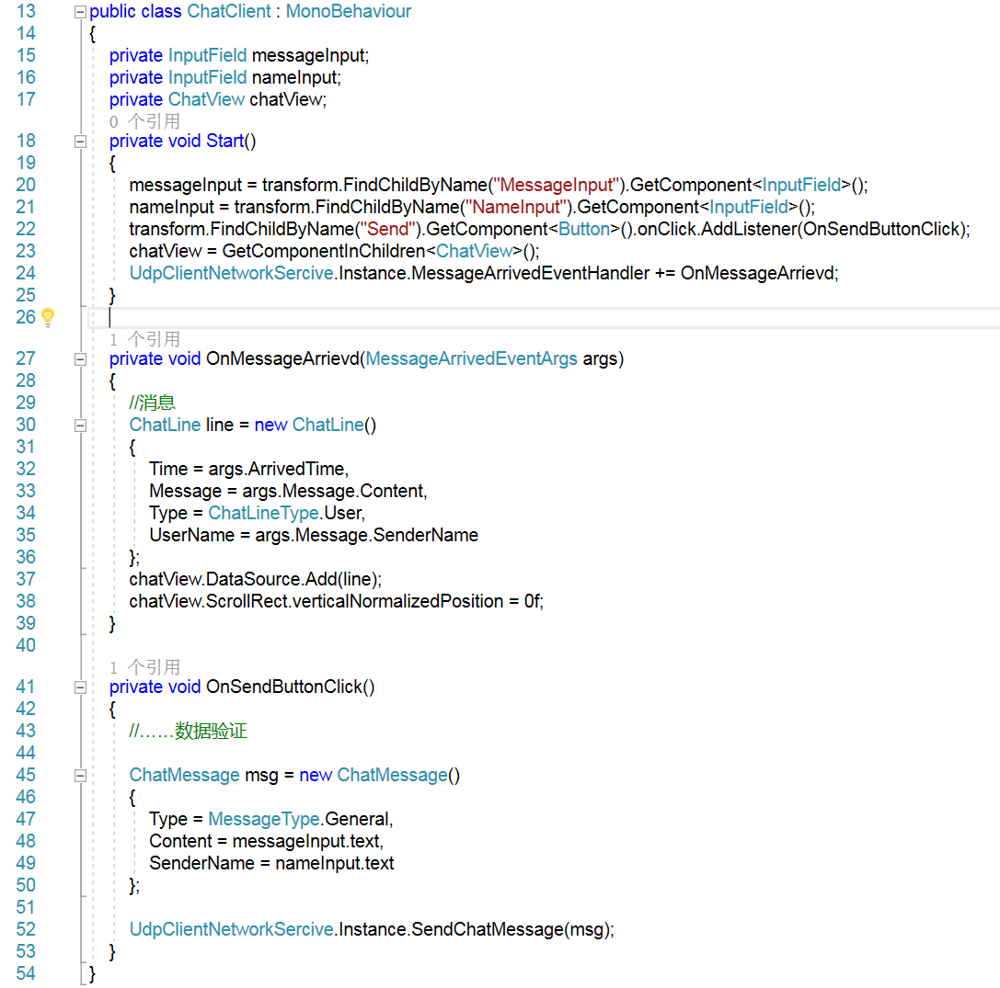 13 public class ChatClient : MonoBehaviour
14 {
15 private InputField messageInput;
16 private InputField nameInput;
17 private ChatView chatView;
0 个引用
18 private void Start()
19 {
20 messageInput = transform.FindChildByName("MessageInput").GetComponent<InputField>();
21 nameInput = transform.FindChildByName("NameInput").GetComponent<InputField>();
22 transform.FindChildByName("Send").GetComponent<Button>().onClick.AddListener(OnSendButtonClick);
23 chatView = GetComponentInChildren<ChatView>();
24 UdpClientNetworkSercive.Instance.MessageArrivedEventHandler += OnMessageArrievd;
25 }
26
1 个引用
27 private void OnMessageArrievd(MessageArrivedEventArgs args)
28 {
29 //消息
30 ChatLine line = new ChatLine()
31 {
32 Time = args.ArrivedTime,
33 Message = args.Message.Content,
34 Type = ChatLineType.User,
35 UserName = args.Message.SenderName
36 };
37 chatView.DataSource.Add(line);
38 chatView.ScrollRect.verticalNormalizedPosition = 0f;
39 }
40
1 个引用
41 private void OnSendButtonClick()
42 {
43 //……数据验证
44
45 ChatMessage msg = new ChatMessage()
46 {
47 Type = MessageType.General,
48 Content = messageInput.text,
49 SenderName = nameInput.text
50 };
51
52 UdpClientNetworkSercive.Instance.SendChatMessage(msg);
53 }
54 }